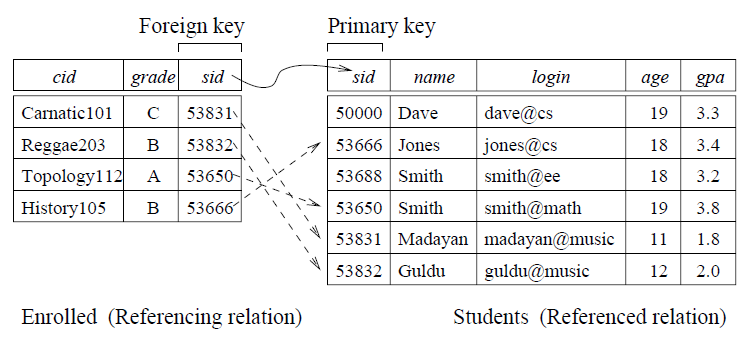 Foreign key
Primary key
cid grade sid
Carnatic101 C 53831
Reggae203 B 53832
Topology112 A 53650
History105 B 53666
sid name login age gpa
50000 Dave dave@cs 19 3.3
53666 Jones jones@cs 18 3.4
53688 Smith smith@ee 18 3.2
53650 Smith smith@math 19 3.8
53831 Madayan madayan@music 11 1.8
53832 Guldu guldu@music 12 2.0
Enrolled (Referencing relation)
Students (Referenced relation)